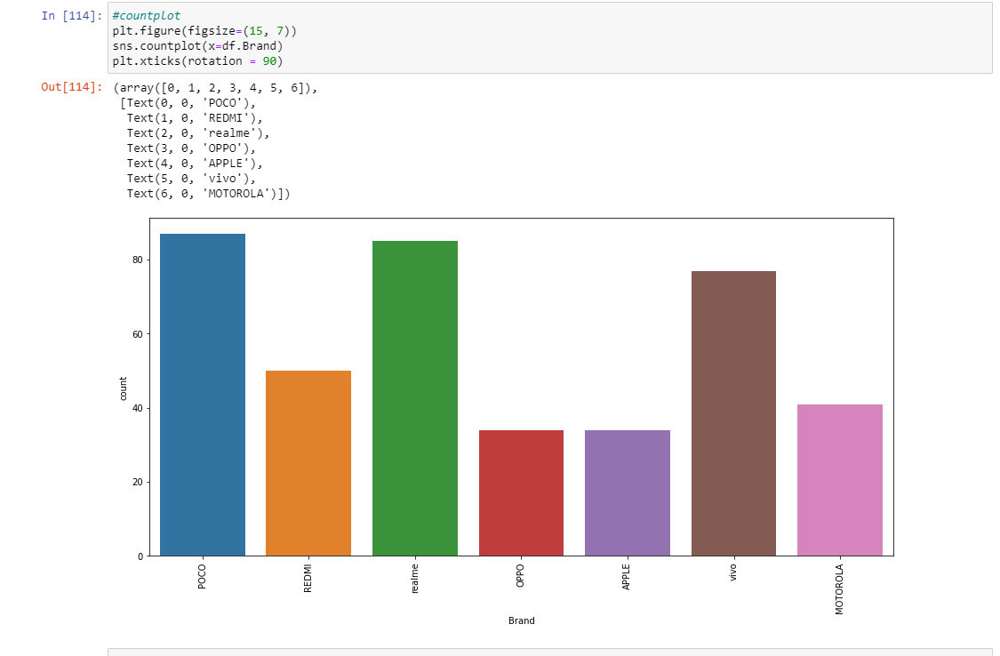 In [114]: #countplot
plt.figure(figsize=(15, 7))
sns.countplot(x=df.Brand)
plt.xticks(rotation = 90)
Out[114]: (array([0, 1, 2, 3, 4, 5, 6]),
[Text(0, 0, 'POCO'),
Text(1, 0, 'REDMI'),
Text(2, 0, 'realme'),
Text(3, 0, 'OPPO'),
Text(4, 0, 'APPLE'),
Text(5, 0, 'vivo'),
Text(6, 0, 'MOTOROLA')])
80
60
40
20
0
count
POCO
REDMI
realme
OPPO
APPLE
vivo
MOTOROLA
Brand